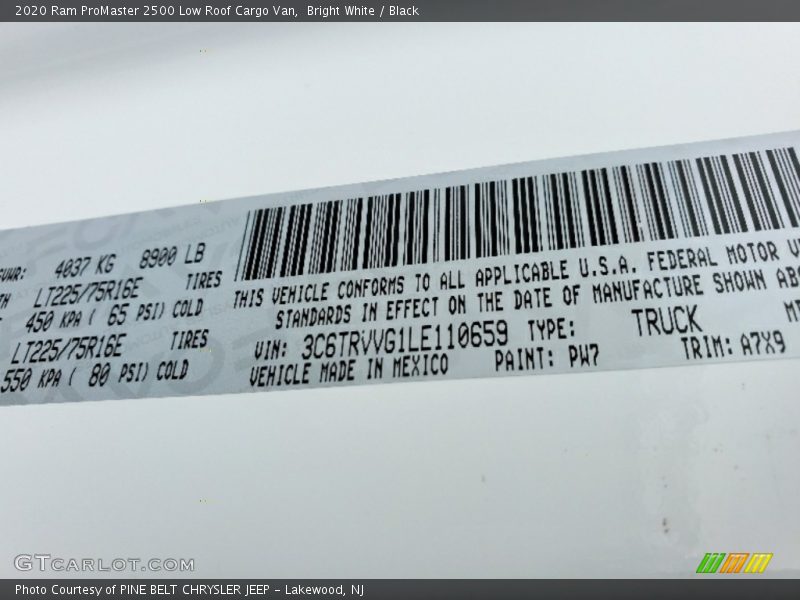 2020 Ram ProMaster 2500 Low Roof Cargo Van,  Bright White / Black
4037 KG 8900 LB
LT225/75R16E TIRES
450 KPA ( 65 PSI) COLD
LT225/75R16E TIRES
550 KPA ( 80 PSI) COLD
THIS VEHICLE CONFORMS TO ALL APPLICABLE U.S.A. FEDERAL MOTOR
STANDARDS IN EFFECT ON THE DATE OF MANUFACTURE SHOWN
VIN: 3C6TRVVG1LE110659 TYPE: TRUCK
VEHICLE MADE IN MEXICO PAINT: PW7 TRIM: A7X9
GTCARLOT.COM
Photo Courtesy of PINE BELT CHRYSLER JEEP – Lakewood, NJ